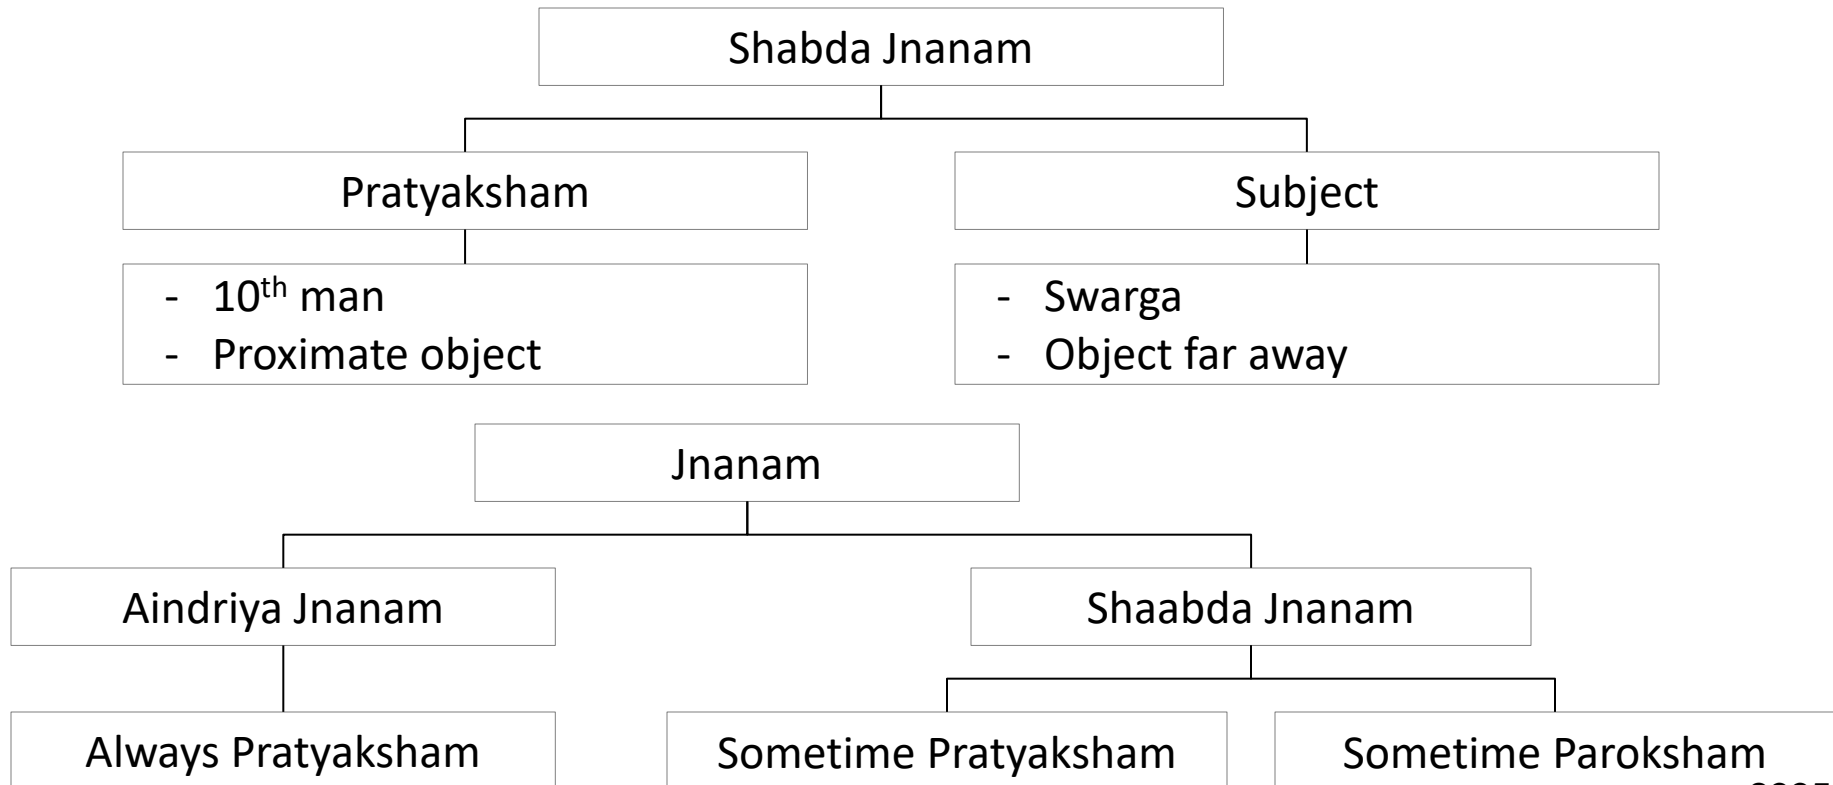 Shabda Jnanam
Pratyaksham
Subject
- 10th man
- Proximate object
- Swarga
- Object far away
Jnanam
Aindriya Jnanam
Shaabda Jnanam
Always Pratyaksham
Sometime Pratyaksham
Sometime Paroksham